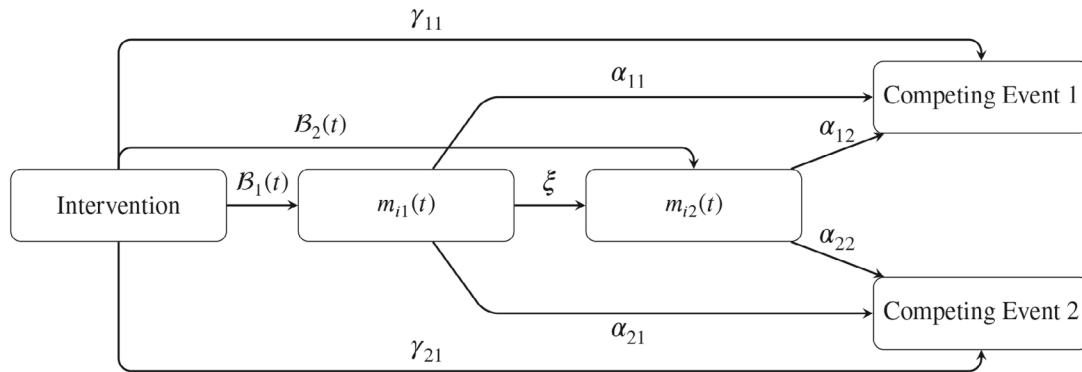 γ₁₁
α₁₁
Competing Event 1
ℬ₂(t)
α₁₂
Intervention
ℬ₁(t)
mᵢ₁(t)
ξ
mᵢ₂(t)
α₂₂
Competing Event 2
α₂₁
γ₂₁